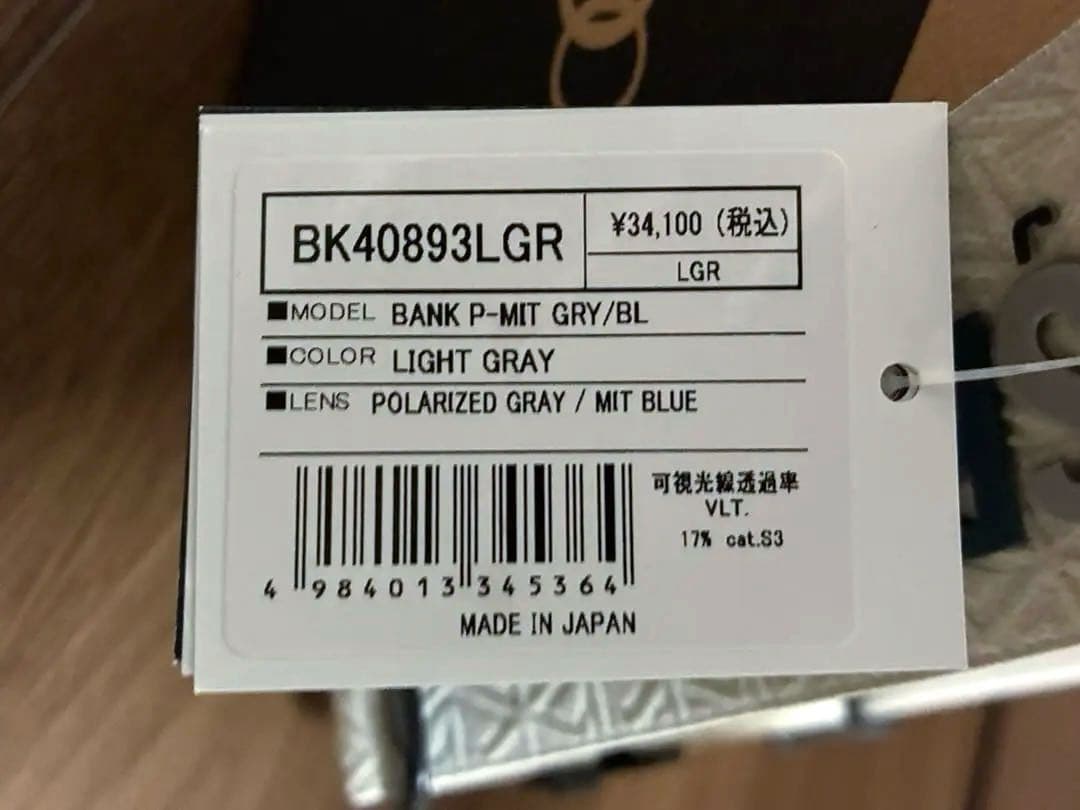 BK40893LGR
¥34,100 (税込)
LGR
■MODEL BANK P-MIT GRY/BL
■COLOR LIGHT GRAY
■LENS POLARIZED GRAY / MIT BLUE
可視光線透過率
VLT.
17% cat.S3
4 984013 345364
MADE IN JAPAN